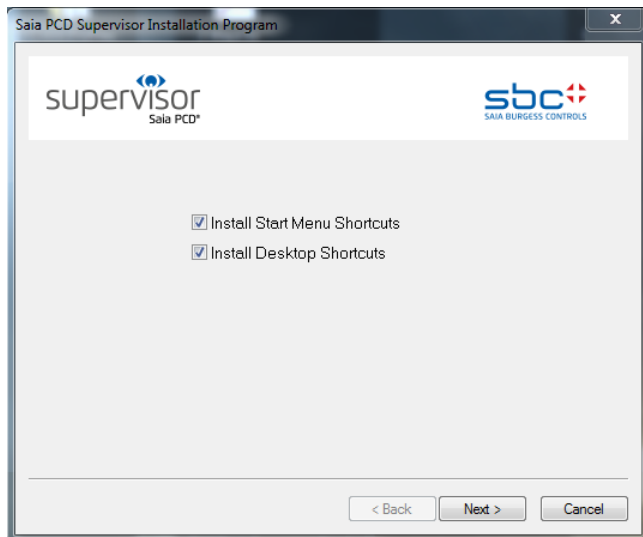 Saia PCD Supervisor Installation Program
supervisor
Saia PCD®
sbc
SAIA BURGESS CONTROLS
Install Start Menu Shortcuts
Install Desktop Shortcuts
< Back Next > Cancel